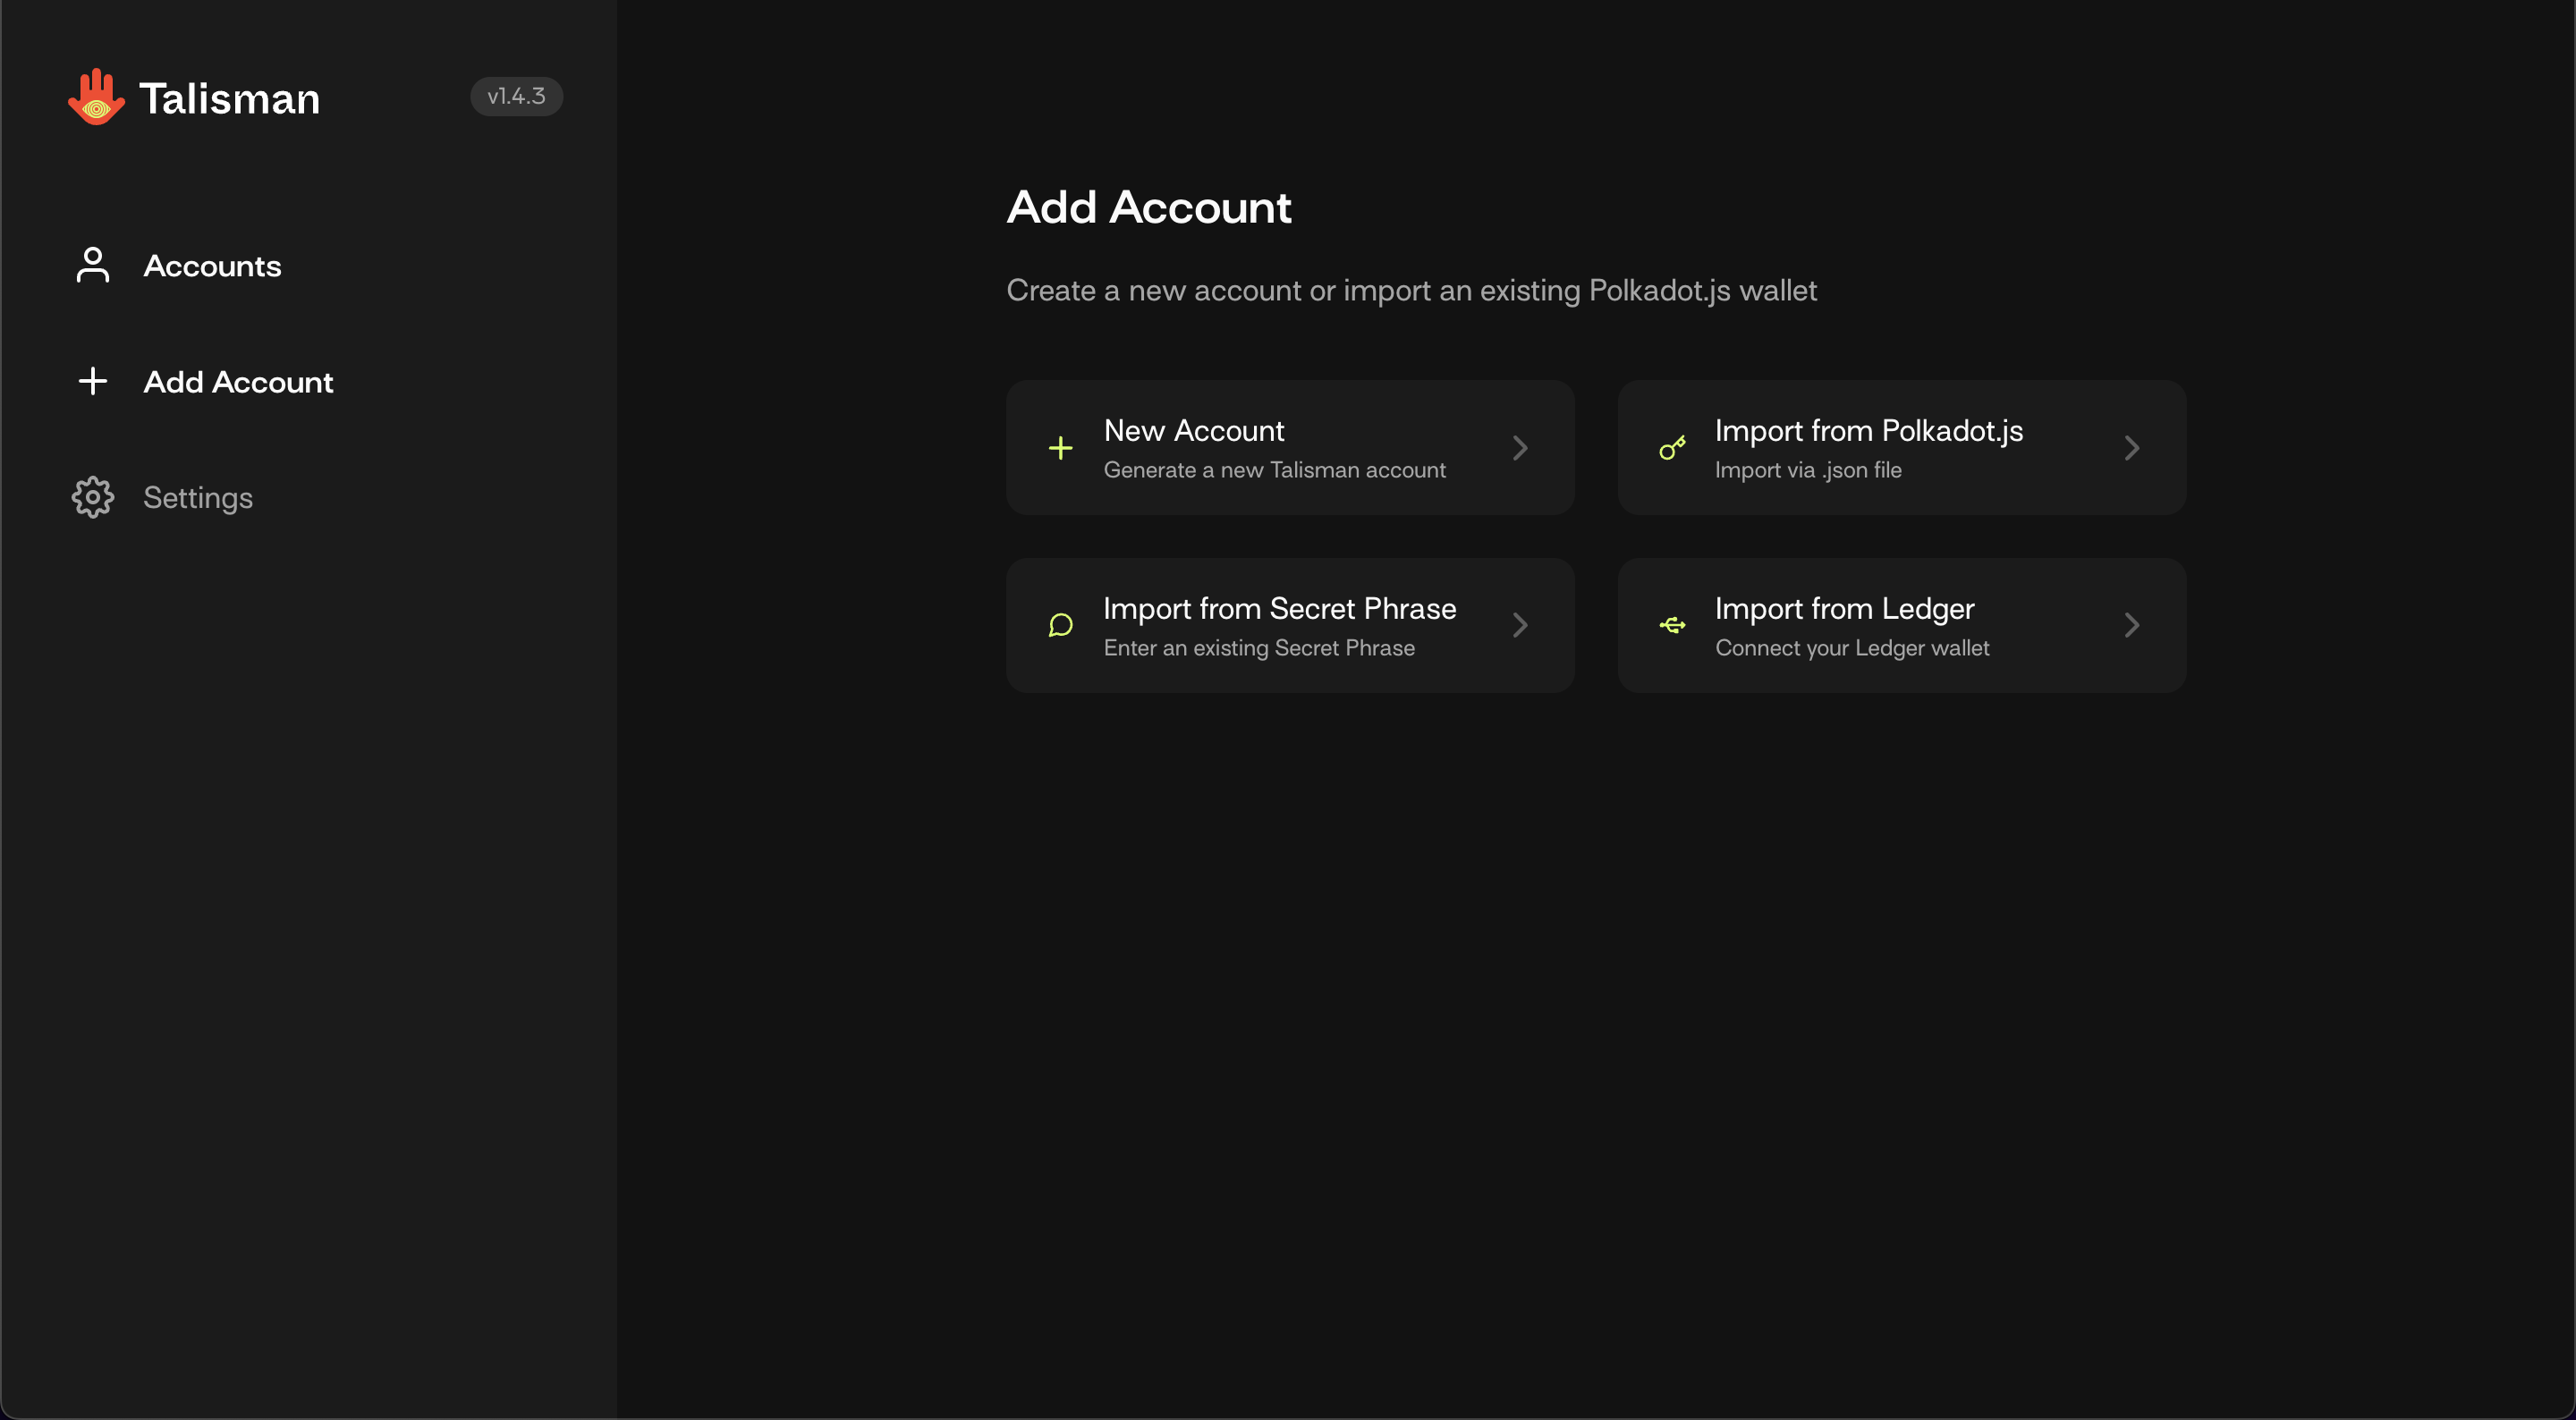 Talisman
v1.4.3
Accounts
Add Account
Settings
Add Account
Create a new account or import an existing Polkadot.js wallet
New Account
Generate a new Talisman account
Import from Polkadot.js
Import via .json file
Import from Secret Phrase
Enter an existing Secret Phrase
Import from Ledger
Connect your Ledger wallet